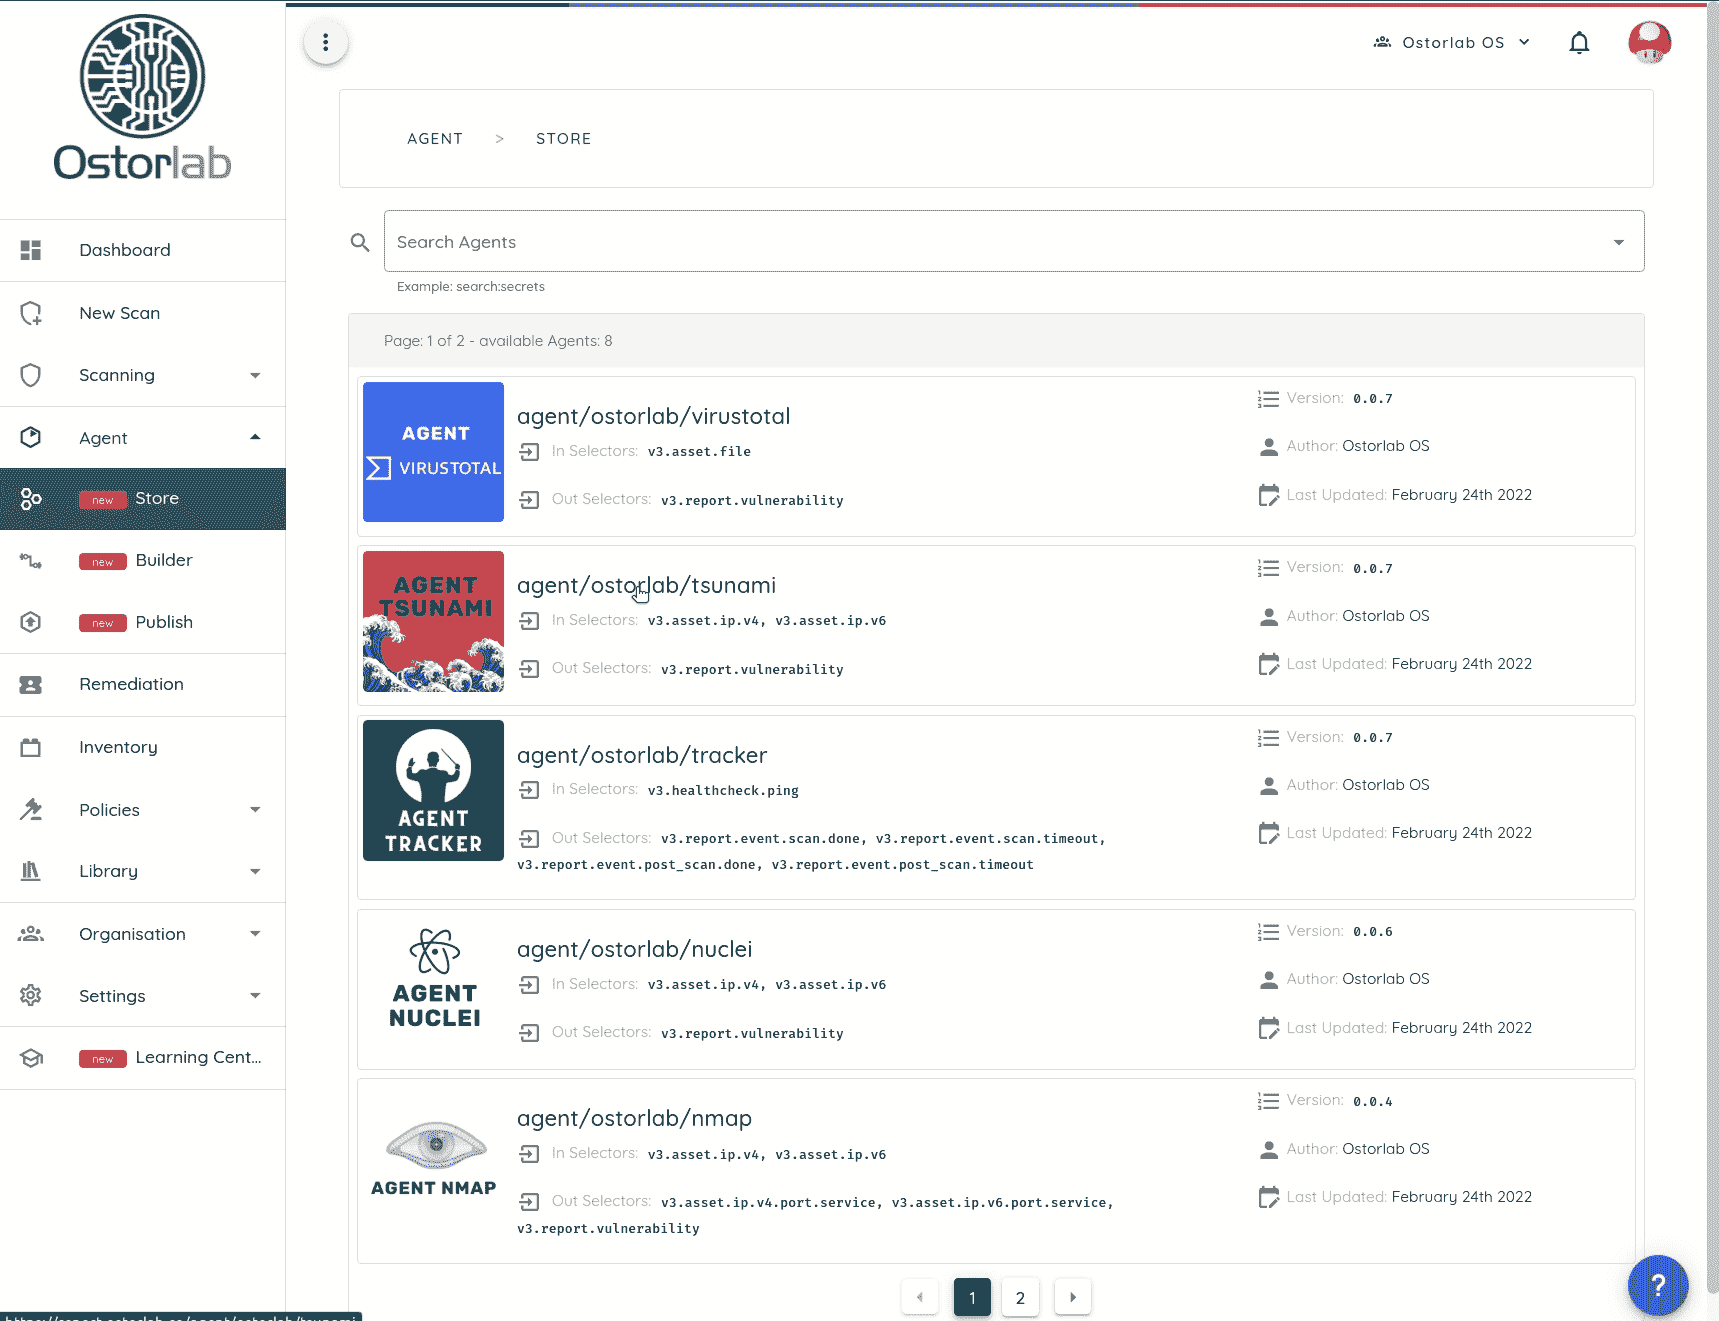 Ostorlab
Dashboard
New Scan
Scanning
Agent
new Store
new Builder
new Publish
Remediation
Inventory
Policies
Library
Organisation
Settings
new Learning Cent...
Ostorlab OS
AGENT > STORE
Search Agents
Example: search:secrets
Page: 1 of 2 - available Agents: 8
AGENT
VIRUSTOTAL
agent/ostorlab/virustotal
In Selectors: v3.asset.file
Out Selectors: v3.report.vulnerability
Version: 0.0.7
Author: Ostorlab OS
Last Updated: February 24th 2022
AGENT
TSUNAMI
agent/ostorlab/tsunami
In Selectors: v3.asset.ip.v4, v3.asset.ip.v6
Out Selectors: v3.report.vulnerability
Version: 0.0.7
Author: Ostorlab OS
Last Updated: February 24th 2022
AGENT
TRACKER
agent/ostorlab/tracker
In Selectors: v3.healthcheck.ping
Out Selectors: v3.report.event.scan.done, v3.report.event.scan.timeout,
v3.report.event.post_scan.done, v3.report.event.post_scan.timeout
Version: 0.0.7
Author: Ostorlab OS
Last Updated: February 24th 2022
AGENT
NUCLEI
agent/ostorlab/nuclei
In Selectors: v3.asset.ip.v4, v3.asset.ip.v6
Out Selectors: v3.report.vulnerability
Version: 0.0.6
Author: Ostorlab OS
Last Updated: February 24th 2022
AGENT NMAP
agent/ostorlab/nmap
In Selectors: v3.asset.ip.v4, v3.asset.ip.v6
Out Selectors: v3.asset.ip.v4.port.service, v3.asset.ip.v6.port.service,
v3.report.vulnerability
Version: 0.0.4
Author: Ostorlab OS
Last Updated: February 24th 2022
1 2
?